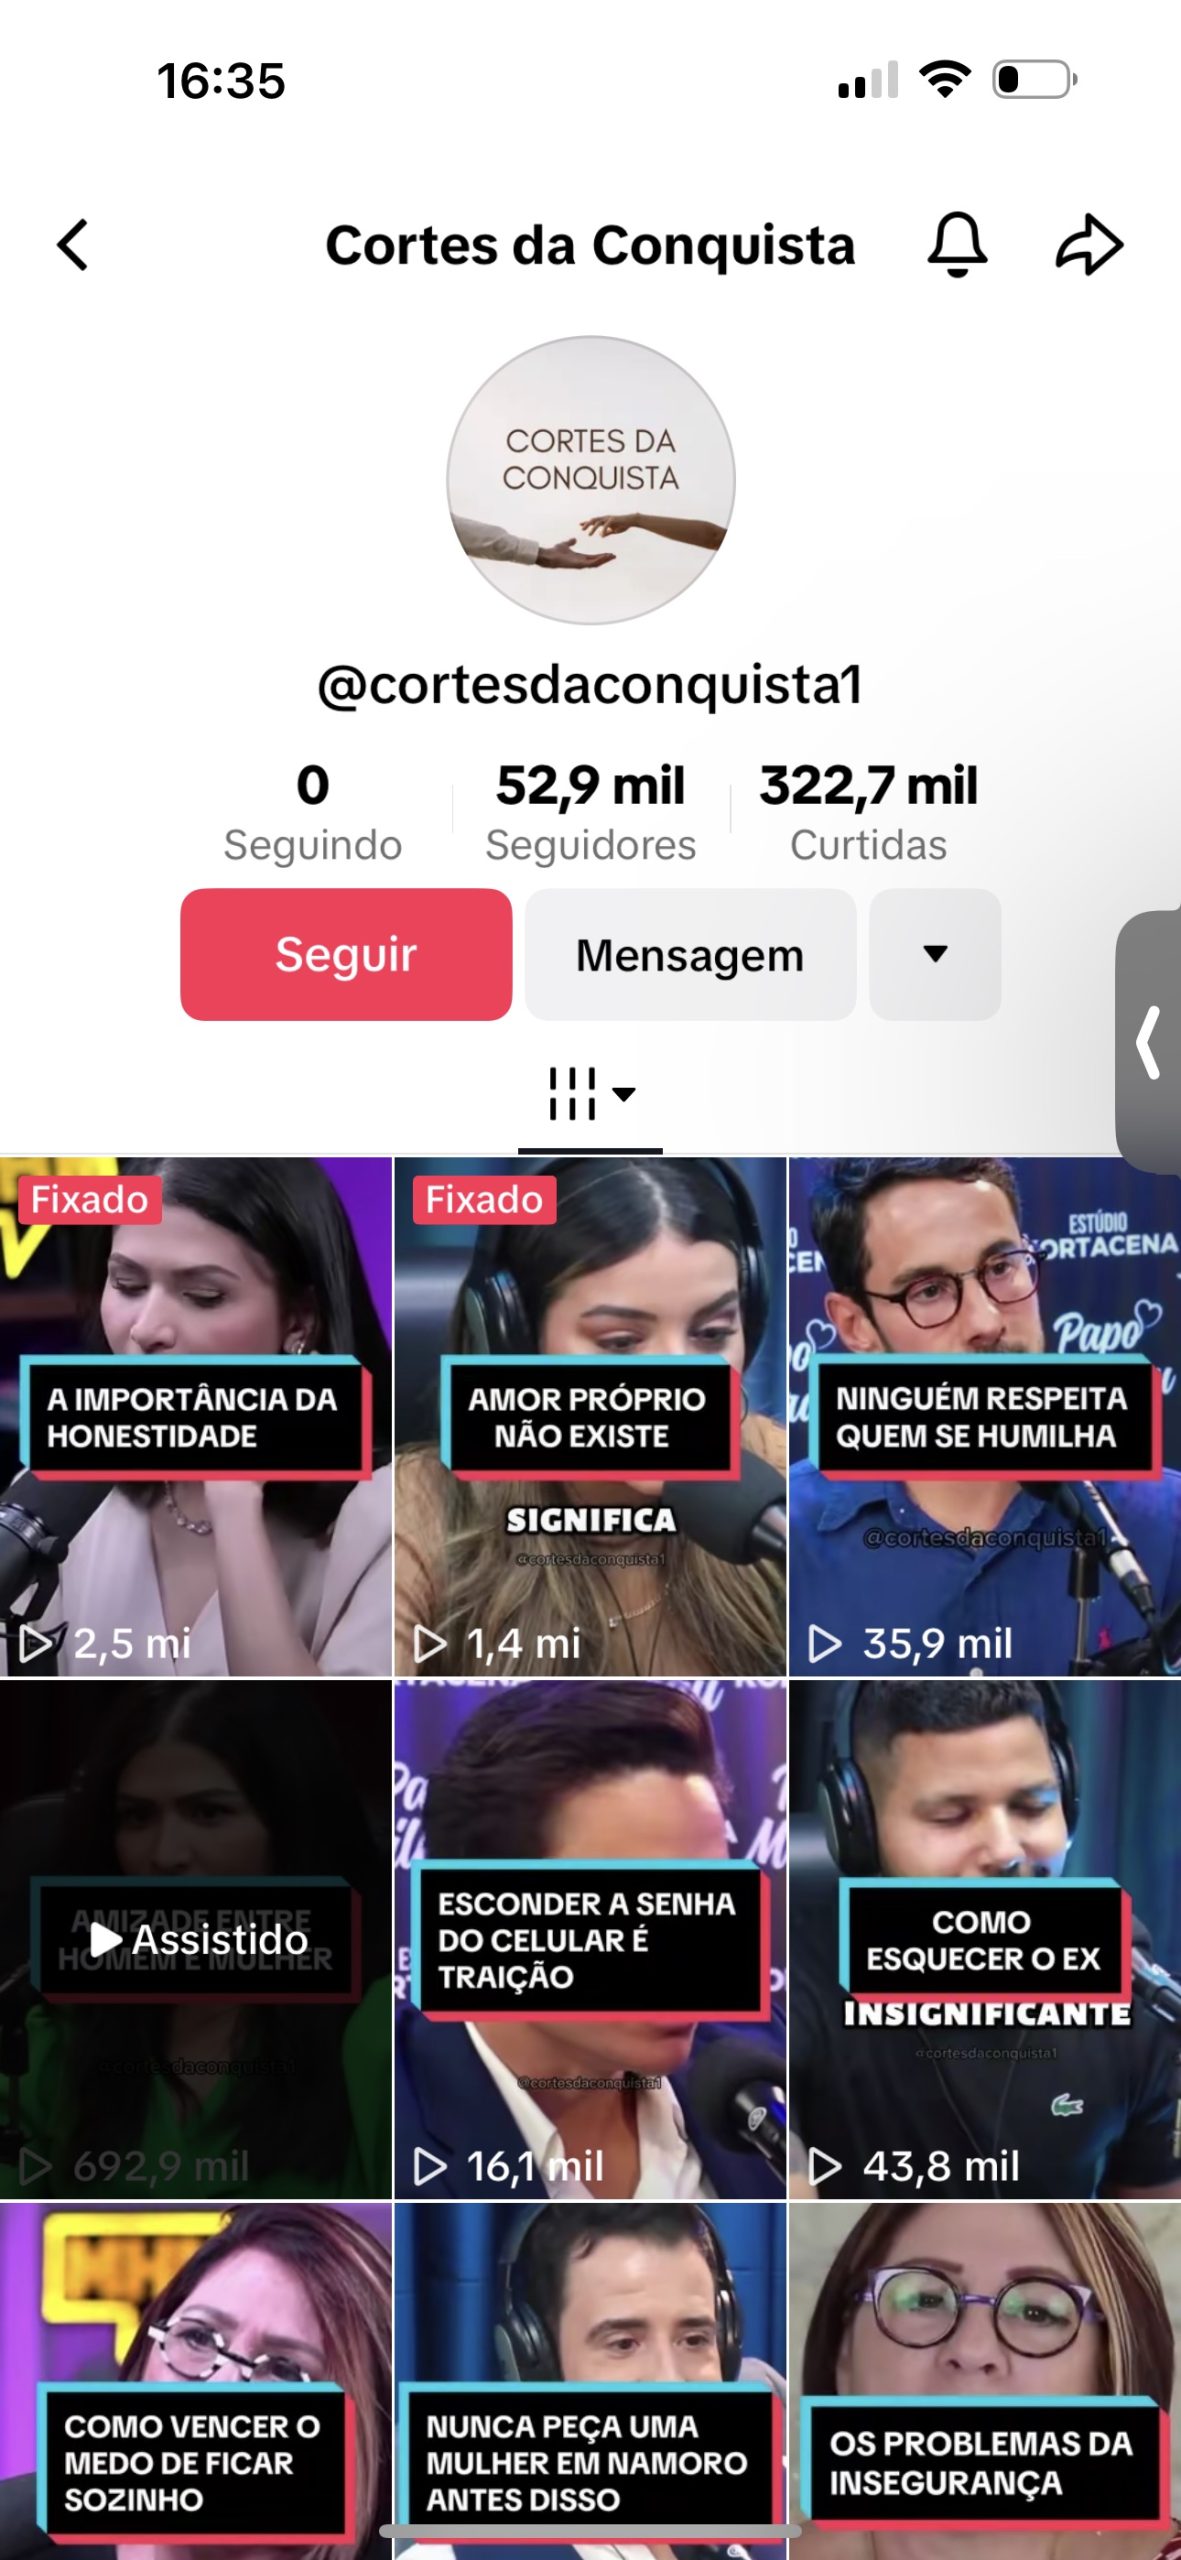 16:35
Cortes da Conquista
CORTES DA
CONQUISTA
@cortesdaconquista1
0
Seguindo
52,9 mil
Seguidores
322,7 mil
Curtidas
Seguir
Mensagem
Fixado
A IMPORTÂNCIA DA
HONESTIDADE
2,5 mi
Fixado
AMOR PRÓPRIO
NÃO EXISTE
SIGNIFICA
@cortesdaconquista1
1,4 mi
ESTÚDIO
Papo
NINGUÉM RESPEITA
QUEM SE HUMILHA
@cortesdaconquista1
35,9 mil
AMIZADE ENTRE
HOMEM E MULHER
Assistido
@cortesdaconquista1
692,9 mil
ESCONDER A SENHA
DO CELULAR É
TRAIÇÃO
@cortesdaconquista1
16,1 mil
COMO
ESQUECER O EX
INSIGNIFICANTE
@cortesdaconquista1
43,8 mil
COMO VENCER O
MEDO DE FICAR
SOZINHO
NUNCA PEÇA UMA
MULHER EM NAMORO
ANTES DISSO
OS PROBLEMAS DA
INSEGURANÇA